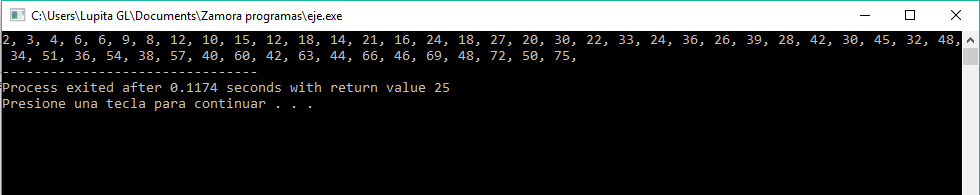 C:\Users\Lupita GL\Documents\Zamora programas\eje.exe
2, 3, 4, 6, 6, 9, 8, 12, 10, 15, 12, 18, 14, 21, 16, 24, 18, 27, 20, 30, 22, 33, 24, 36, 26, 39, 28, 42, 30, 45, 32, 48,
34, 51, 36, 54, 38, 57, 40, 60, 42, 63, 44, 66, 46, 69, 48, 72, 50, 75,
--------------------------------
Process exited after 0.1174 seconds with return value 25
Presione una tecla para continuar . . .